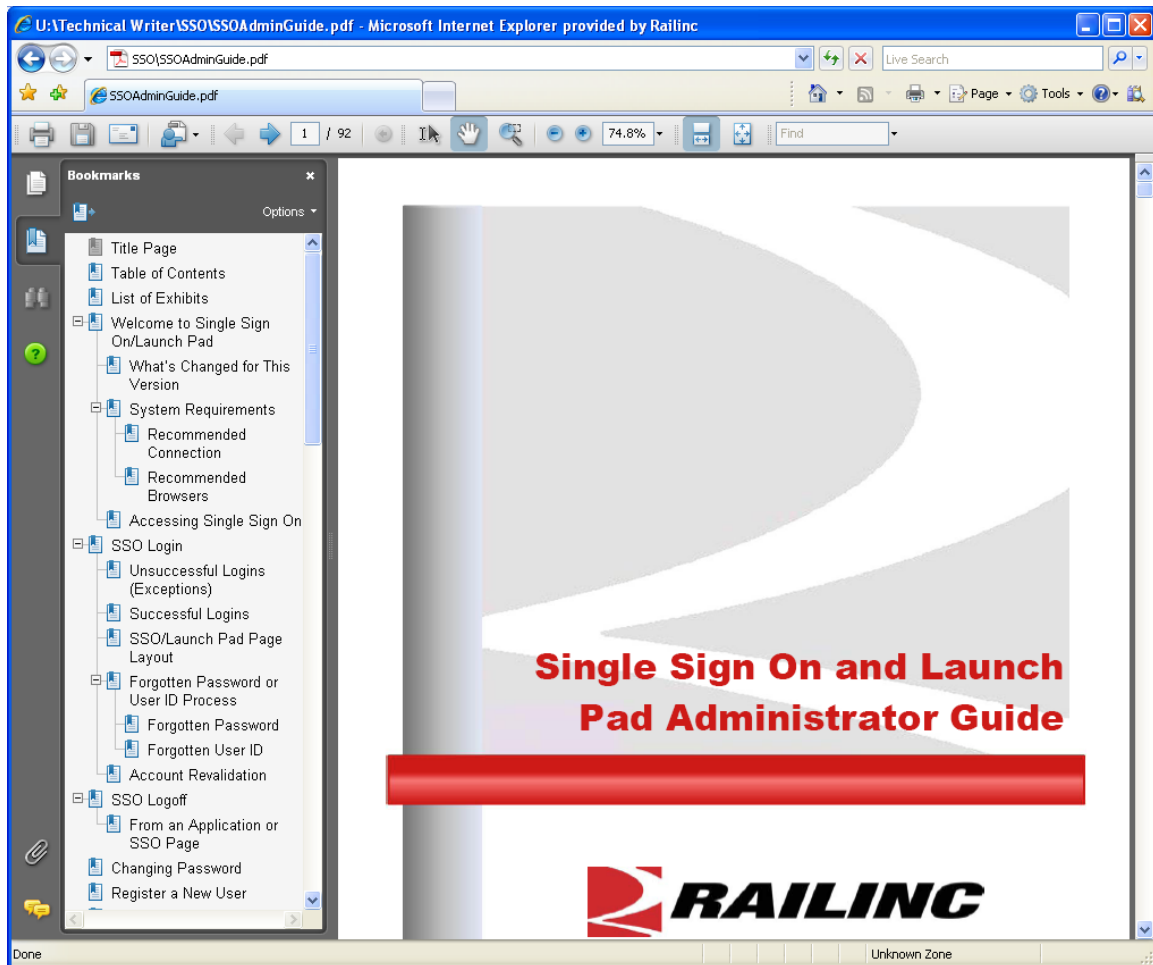 U:\Technical Writer\SSO\SSOAdminGuide.pdf - Microsoft Internet Explorer provided by Railinc
SSO\SSOAdminGuide.pdf
Live Search
SSOAdminGuide.pdf
Page
Tools
1 / 92
74.8%
Find
Bookmarks
Options
Title Page
Table of Contents
List of Exhibits
Welcome to Single Sign
On/Launch Pad
What's Changed for This
Version
System Requirements
Recommended
Connection
Recommended
Browsers
Accessing Single Sign On
SSO Login
Unsuccessful Logins
(Exceptions)
Successful Logins
SSO/Launch Pad Page
Layout
Forgotten Password or
User ID Process
Forgotten Password
Forgotten User ID
Account Revalidation
SSO Logoff
From an Application or
SSO Page
Changing Password
Register a New User
Single Sign On and Launch
Pad Administrator Guide
RAILINC
Done
Unknown Zone